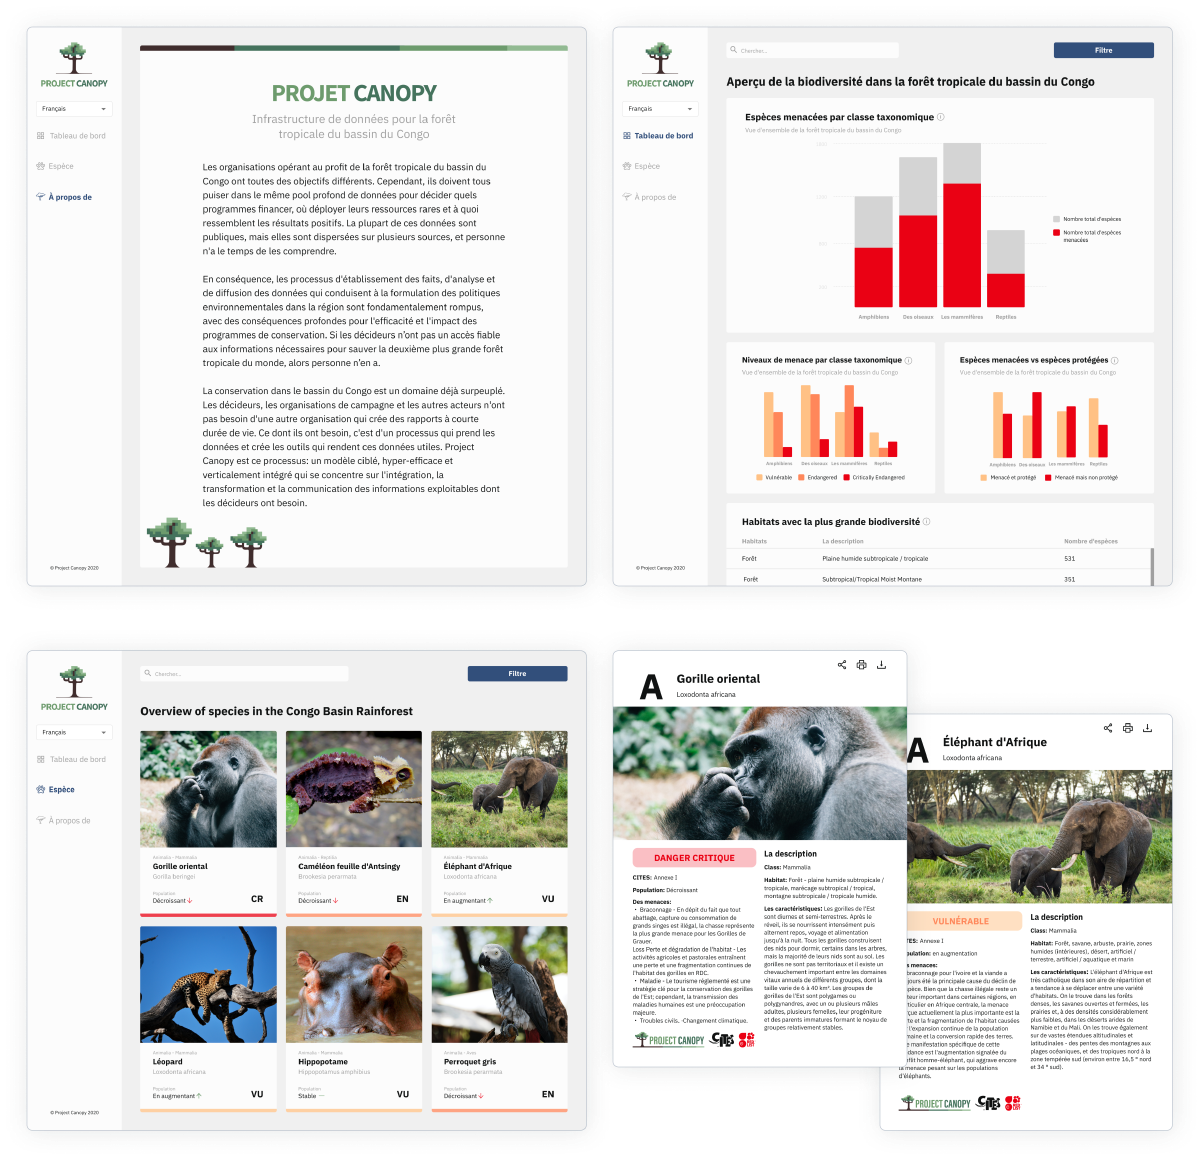 PROJECT CANOPY
Français
Tableau de bord
Espèce
À propos de
© Project Canopy 2020
PROJET CANOPY
Infrastructure de données pour la forêt
tropicale du bassin du Congo
Les organisations opérant au profit de la forêt tropicale du bassin du
Congo ont toutes des objectifs différents. Cependant, ils doivent tous
puiser dans le même pool profond de données pour décider quels
programmes financer, où déployer leurs ressources rares et à quoi
ressemblent les résultats positifs. La plupart de ces données sont
publiques, mais elles sont dispersées sur plusieurs sources, et personne
n'a le temps de les comprendre.
En conséquence, les processus d'établissement des faits, d'analyse et
de diffusion des données qui conduisent à la formulation des politiques
environnementales dans la région sont fondamentalement rompus,
avec des conséquences profondes pour l'efficacité et l'impact des
programmes de conservation. Si les décideurs n'ont pas un accès fiable
aux informations nécessaires pour sauver la deuxième plus grande forêt
tropicale du monde, alors personne n'en a.
La conservation dans le bassin du Congo est un domaine déjà surpeuplé.
Les décideurs, les organisations de campagne et les autres acteurs n'ont
pas besoin d'une autre organisation qui crée des rapports à courte
durée de vie. Ce dont ils ont besoin, c'est d'un processus qui prend les
données et crée les outils qui rendent ces données utiles. Project
Canopy est ce processus: un modèle ciblé, hyper-efficace et
verticalement intégré qui se concentre sur l'intégration, la
transformation et la communication des informations exploitables dont
les décideurs ont besoin.
PROJECT CANOPY
Français
Tableau de bord
Espèce
À propos de
© Project Canopy 2020
Chercher...
Filtre
Aperçu de la biodiversité dans la forêt tropicale du bassin du Congo
Espèces menacées par classe taxonomique
Vue d'ensemble de la forêt tropicale du bassin du Congo
Nombre total d'espèces
Nombre total d'espèces
menacées
Amphibiens Des oiseaux Les mammifères Reptiles
Niveaux de menace par classe taxonomique
Vue d'ensemble de la forêt tropicale du bassin du Congo
Amphibiens Des oiseaux Les mammifères Reptiles
Vulnérable Endangered Critically Endangered
Espèces menacées vs espèces protégées
Vue d'ensemble de la forêt tropicale du bassin du Congo
Amphibiens Des oiseaux Les mammifères Reptiles
Menacé et protégé Menacé mais non protégé
Habitats avec la plus grande biodiversité
Habitats La description Nombre d'espèces
Forêt Plaine humide subtropicale / tropicale 531
Forêt Subtropical/Tropical Moist Montane 351
PROJECT CANOPY
Français
Tableau de bord
Espèce
À propos de
© Project Canopy 2020
Chercher...
Filtre
Overview of species in the Congo Basin Rainforest
Animalia · Mammalia
Gorille oriental
Gorilla beringei
Population
Décroissant ↓ CR
Animalia · Reptilia
Caméléon feuille d'Antsingy
Brookesia perarmata
Population
Décroissant ↓ EN
Animalia · Mammalia
Éléphant d'Afrique
Loxodonta africana
Population
En augmentant ↑ VU
Animalia · Mammalia
Léopard
Loxodonta africana
Population
En augmentant ↑ VU
Animalia · Mammalia
Hippopotame
Hippopotamus amphibius
Population
Stable — VU
Animalia · Aves
Perroquet gris
Brookesia perarmata
Population
Décroissant ↓ EN
A
Gorille oriental
Loxodonta africana
DANGER CRITIQUE
CITES: Annexe I
Population: Décroissant
Des menaces:
• Braconnage - En dépit du fait que tout
abattage, capture ou consommation de
grands singes est illégal, la chasse représente
la plus grande menace pour les Gorilles de
Grauer.
Loss Perte et dégradation de l'habitat - Les
activités agricoles et pastorales entraînent
une perte et une fragmentation continues de
l'habitat des gorilles en RDC.
• Maladie - Le tourisme réglementé est une
stratégie clé pour la conservation des gorilles
de l'Est; cependant, la transmission des
maladies humaines est une préoccupation
majeure.
• Troubles civils. ·Changement climatique.
La description
Class: Mammalia
Habitat: Forêt - plaine humide subtropicale /
tropicale, marécage subtropical / tropical,
montagne subtropicale / tropicale humide.
Les caractéristiques: Les gorilles de l'Est
sont diurnes et semi-terrestres. Après le
réveil, ils se nourrissent intensément puis
alternent repos, voyage et alimentation
jusqu'à la nuit. Tous les gorilles construisent
des nids pour dormir, certains dans les arbres,
mais la majorité de leurs nids sont au sol. Les
gorilles ne sont pas territoriaux et il existe un
chevauchement important entre les domaines
vitaux annuels de différents groupes, dont la
taille varie de 6 à 40 km². Les groupes de
gorilles de l'Est sont polygames ou
polygynandres, avec un ou plusieurs mâles
adultes, plusieurs femelles, leur progéniture
et des parents immatures formant le noyau de
groupes relativement stables.
PROJECT CANOPY
CITES
A
Éléphant d'Afrique
Loxodonta africana
VULNÉRABLE
TES: Annexe I
pulation: en augmentation
s menaces:
braconnage pour l'ivoire et la viande a
jours été la principale cause du déclin de
spèce. Bien que la chasse illégale reste un
teur important dans certaines régions, en
rticulier en Afrique centrale, la menace
rçue actuellement la plus importante est la
rte et la fragmentation de l'habitat causées
r l'expansion continue de la population
maine et la conversion rapide des terres.
e manifestation spécifique de cette
dance est l'augmentation signalée du
nflit homme-éléphant, qui aggrave encore
la menace pesant sur les populations
d'éléphants.
La description
Class: Mammalia
Habitat: Forêt, savane, arbuste, prairie, zones
humides (intérieures), désert, artificiel /
terrestre, artificiel / aquatique et marin
Les caractéristiques: L'éléphant d'Afrique est
très catholique dans son aire de répartition et
a tendance à se déplacer entre une variété
d'habitats. On le trouve dans les forêts
denses, les savanes ouvertes et fermées, les
prairies et, à des densités considérablement
plus faibles, dans les déserts arides de
Namibie et du Mali. On les trouve également
sur de vastes étendues altitudinales et
latitudinales - des pentes des montagnes aux
plages océaniques, et des tropiques nord à la
zone tempérée sud (environ entre 16,5 ° nord
et 34 ° sud).
PROJECT CANOPY
CITES